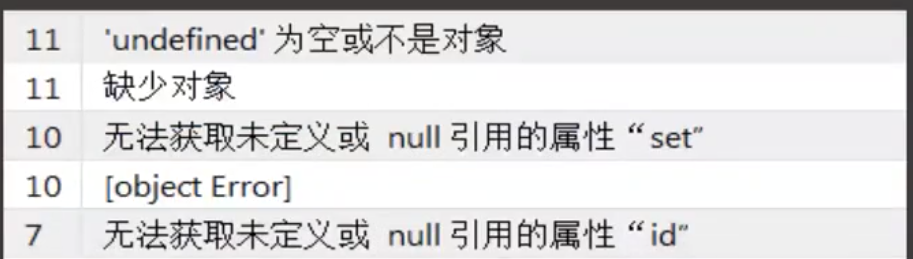 11 'undefined' 为空或不是对象
11 缺少对象
10 无法获取未定义或 null 引用的属性“set”
10 [object Error]
7 无法获取未定义或 null 引用的属性“id”